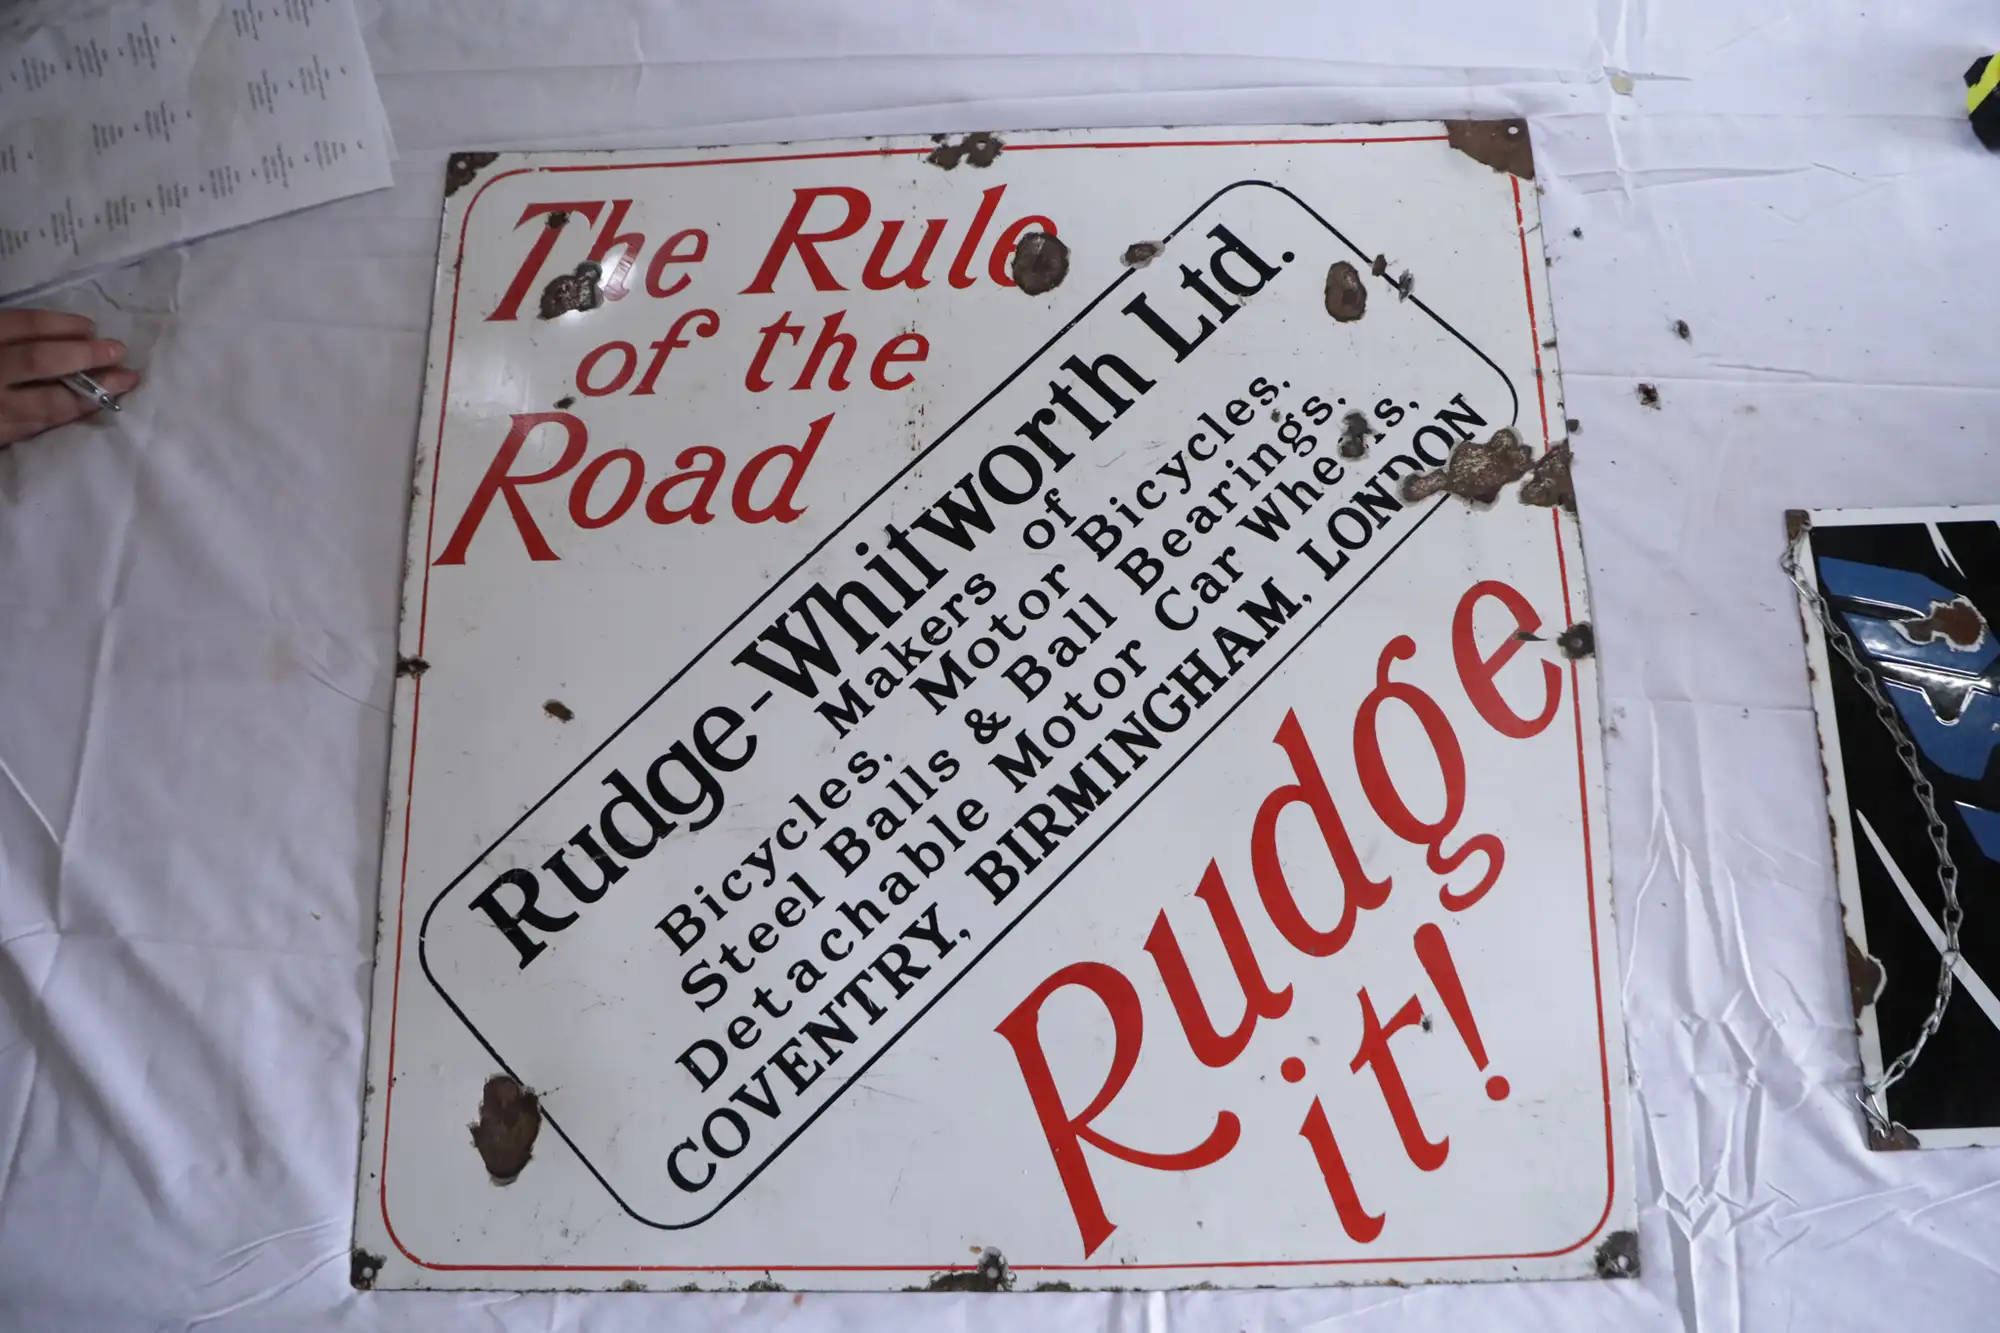 The Rule
of the
Road
Rudge-Whitworth Ltd.
Makers of
Bicycles, Motor Bicycles.
Steel Balls & Ball Bearings.
Detachable Motor Car Wheels,
COVENTRY, BIRMINGHAM, LONDON
Rudge
it!